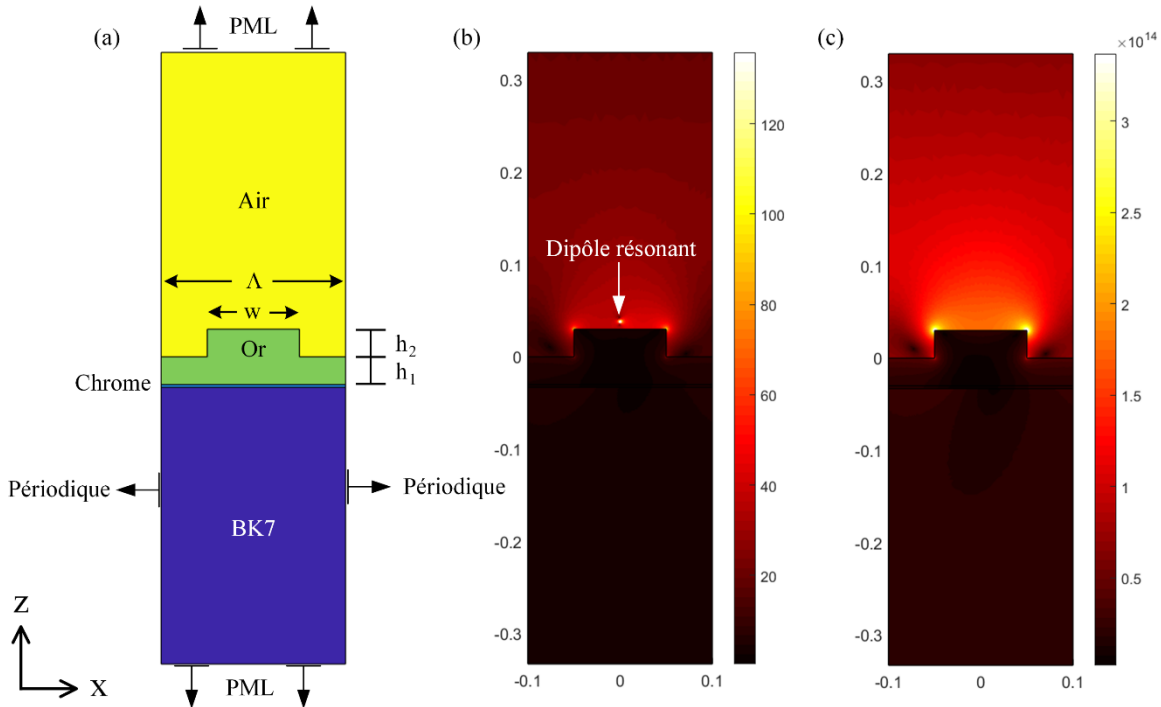 (a)
PML
Air
Λ
w
Or
h₂
h₁
Chrome
Périodique
Périodique
BK7
Z
X
PML
(b)
0.3
0.2
0.1
0
-0.1
-0.2
-0.3
-0.1
0
0.1
Dipôle résonant
120
100
80
60
40
20
(c)
0.3
0.2
0.1
0
-0.1
-0.2
-0.3
-0.1
0
0.1
×10¹⁴
3
2.5
2
1.5
1
0.5